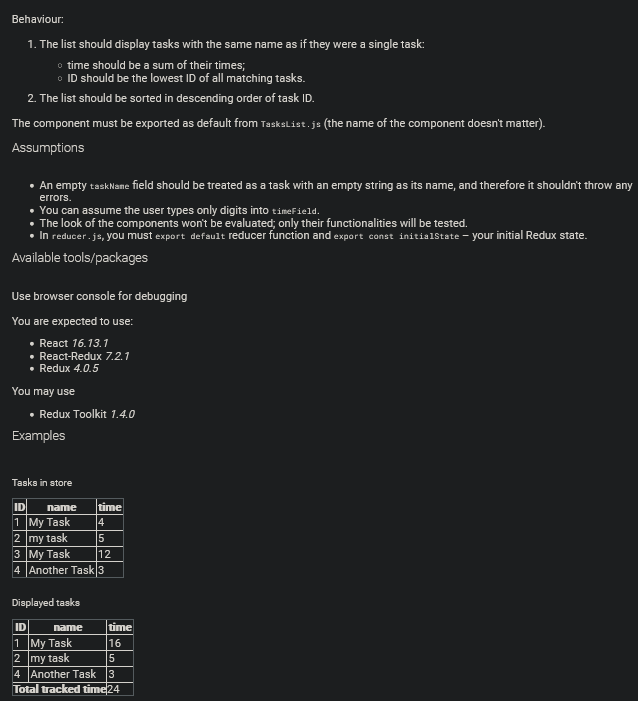 Behaviour:
1. The list should display tasks with the same name as if they were a single task:
time should be a sum of their times;
ID should be the lowest ID of all matching tasks.
2. The list should be sorted in descending order of task ID.
The component must be exported as default from TasksList.js (the name of the component doesn't matter).
Assumptions
An empty taskName field should be treated as a task with an empty string as its name, and therefore it shouldn't throw any
errors.
You can assume the user types only digits into timeField.
The look of the components won't be evaluated; only their functionalities will be tested.
In reducer.js, you must export default reducer function and export const initialState – your initial Redux state.
Available tools/packages
Use browser console for debugging
You are expected to use:
React 16.13.1
React-Redux 7.2.1
Redux 4.0.5
You may use
Redux Toolkit 1.4.0
Examples
Tasks in store
ID name time
1 My Task 4
2 my task 5
3 My Task 12
4 Another Task 3
Displayed tasks
ID name time
1 My Task 16
2 my task 5
4 Another Task 3
Total tracked time 24